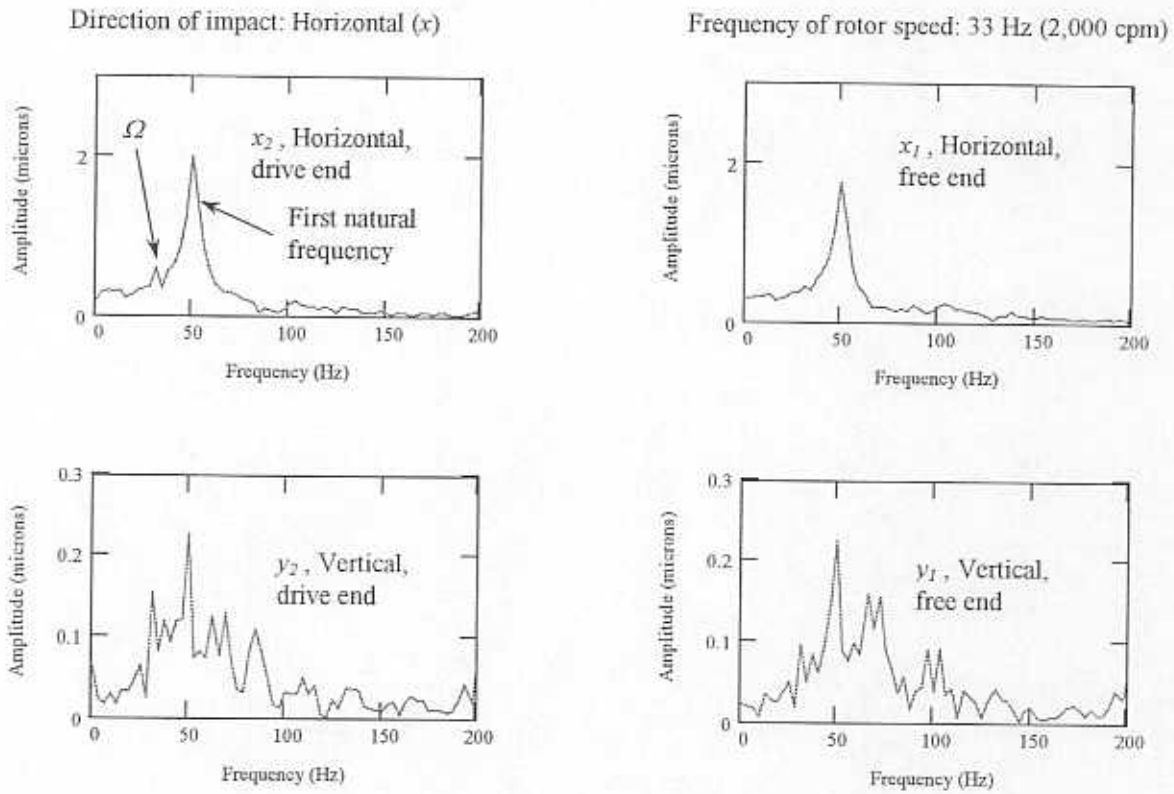 Direction of impact: Horizontal (x)
Frequency of rotor speed: 33 Hz (2,000 cpm)
Amplitude (microns)
2
0
Ω
x2 , Horizontal,
drive end
First natural
frequency
0 50 100 150 200
Frequency (Hz)
Amplitude (microns)
2
0
x1 , Horizontal,
free end
0 50 100 150 200
Frequency (Hz)
Amplitude (microns)
0.3
0.2
0.1
0
y2 , Vertical,
drive end
0 50 100 150 200
Frequency (Hz)
Amplitude (microns)
0.3
0.2
0.1
0
y1 , Vertical,
free end
0 50 100 150 200
Frequency (Hz)